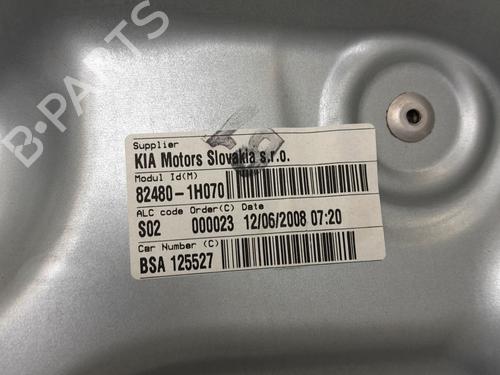 B-PARTS
Supplier
KIA Motors Slovakia s.r.o.
Modul Id(M)
82480-1H070
ALC code Order(C) Date
S02 000023 12/06/2008 07:20
Car Number (C)
BSA 125527